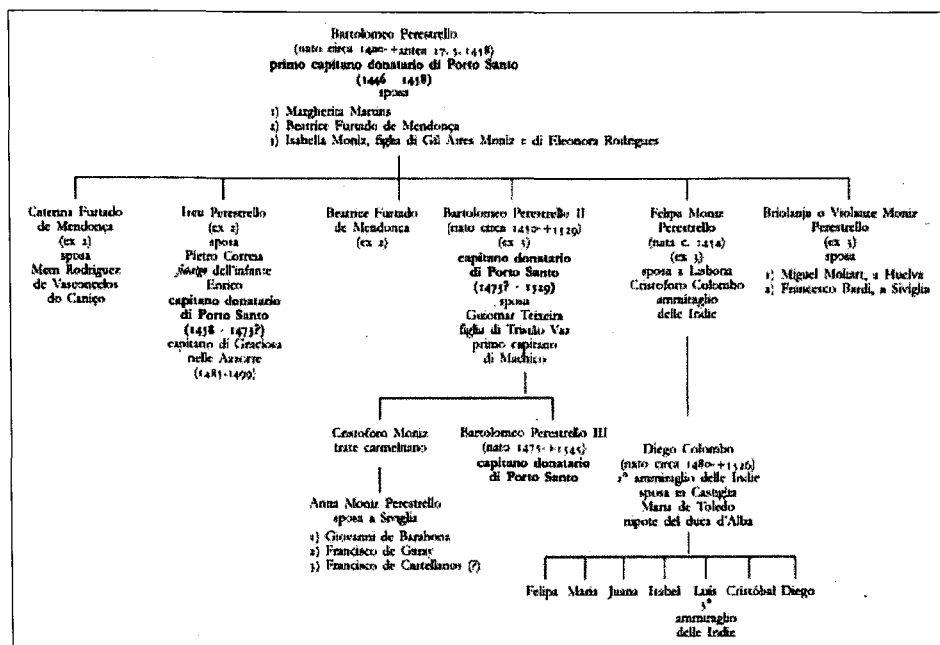 Bartolomeo Perestrello
(nato circa 1400-+antea 17. 5. 1458)
primo capitano donatario di Porto Santo
(1446 1458)
sposa
1) Margherita Martins
2) Beatrice Furtado de Mendonça
3) Isabella Moniz, figlia di Gil Aires Moniz e di Eleonora Rodrigues
Caterina Furtado
de Mendonça
(ex 2)
sposa
Mem Rodriguez
de Vasconcelos
do Caniço
Perestrello
(ex 2)
sposa
Pietro Correia
dell'infante
Enrico
capitano donatario
di Porto Santo
(1458 - 1473?)
capitano di Graciosa
nelle Azzorre
(1485-1499)
Beatrice Furtado
de Mendonça
(ex 2)
Bartolomeo Perestrello II
(nato circa 1450-+1529)
(ex 3)
capitano donatario
di Porto Santo
(1473? - 1529)
sposa
Guiomar Teixeira
figlia di Tristão Vaz
primo capitano
di Machico
Felipa Moniz
Perestrello
(nata c. 1454)
(ex 3)
sposa a Lisbona
Cristoforo Colombo
ammiraglio
delle Indie
Briolanja o Violante Moniz
Perestrello
(ex 3)
sposa
1) Miguel Moliart, a Huelva
2) Francesco Bardi, a Siviglia
Cristoforo Moniz
frate carmelitano
Bartolomeo Perestrello III
(nato 1475-+1545)
capitano donatario
di Porto Santo
Diego Colombo
(nato circa 1480-+1526)
2° ammiraglio delle Indie
sposa in Castiglia
Maria de Toledo
nipote del duca d'Alba
Anna Moniz Perestrello
sposa a Siviglia
1) Giovanni de Barahona
2) Francisco de Garay
3) Francisco de Castellanos (?)
Felipa Maria Juana Isabel Luis Cristóbal Diego
3°
ammiraglio
delle Indie